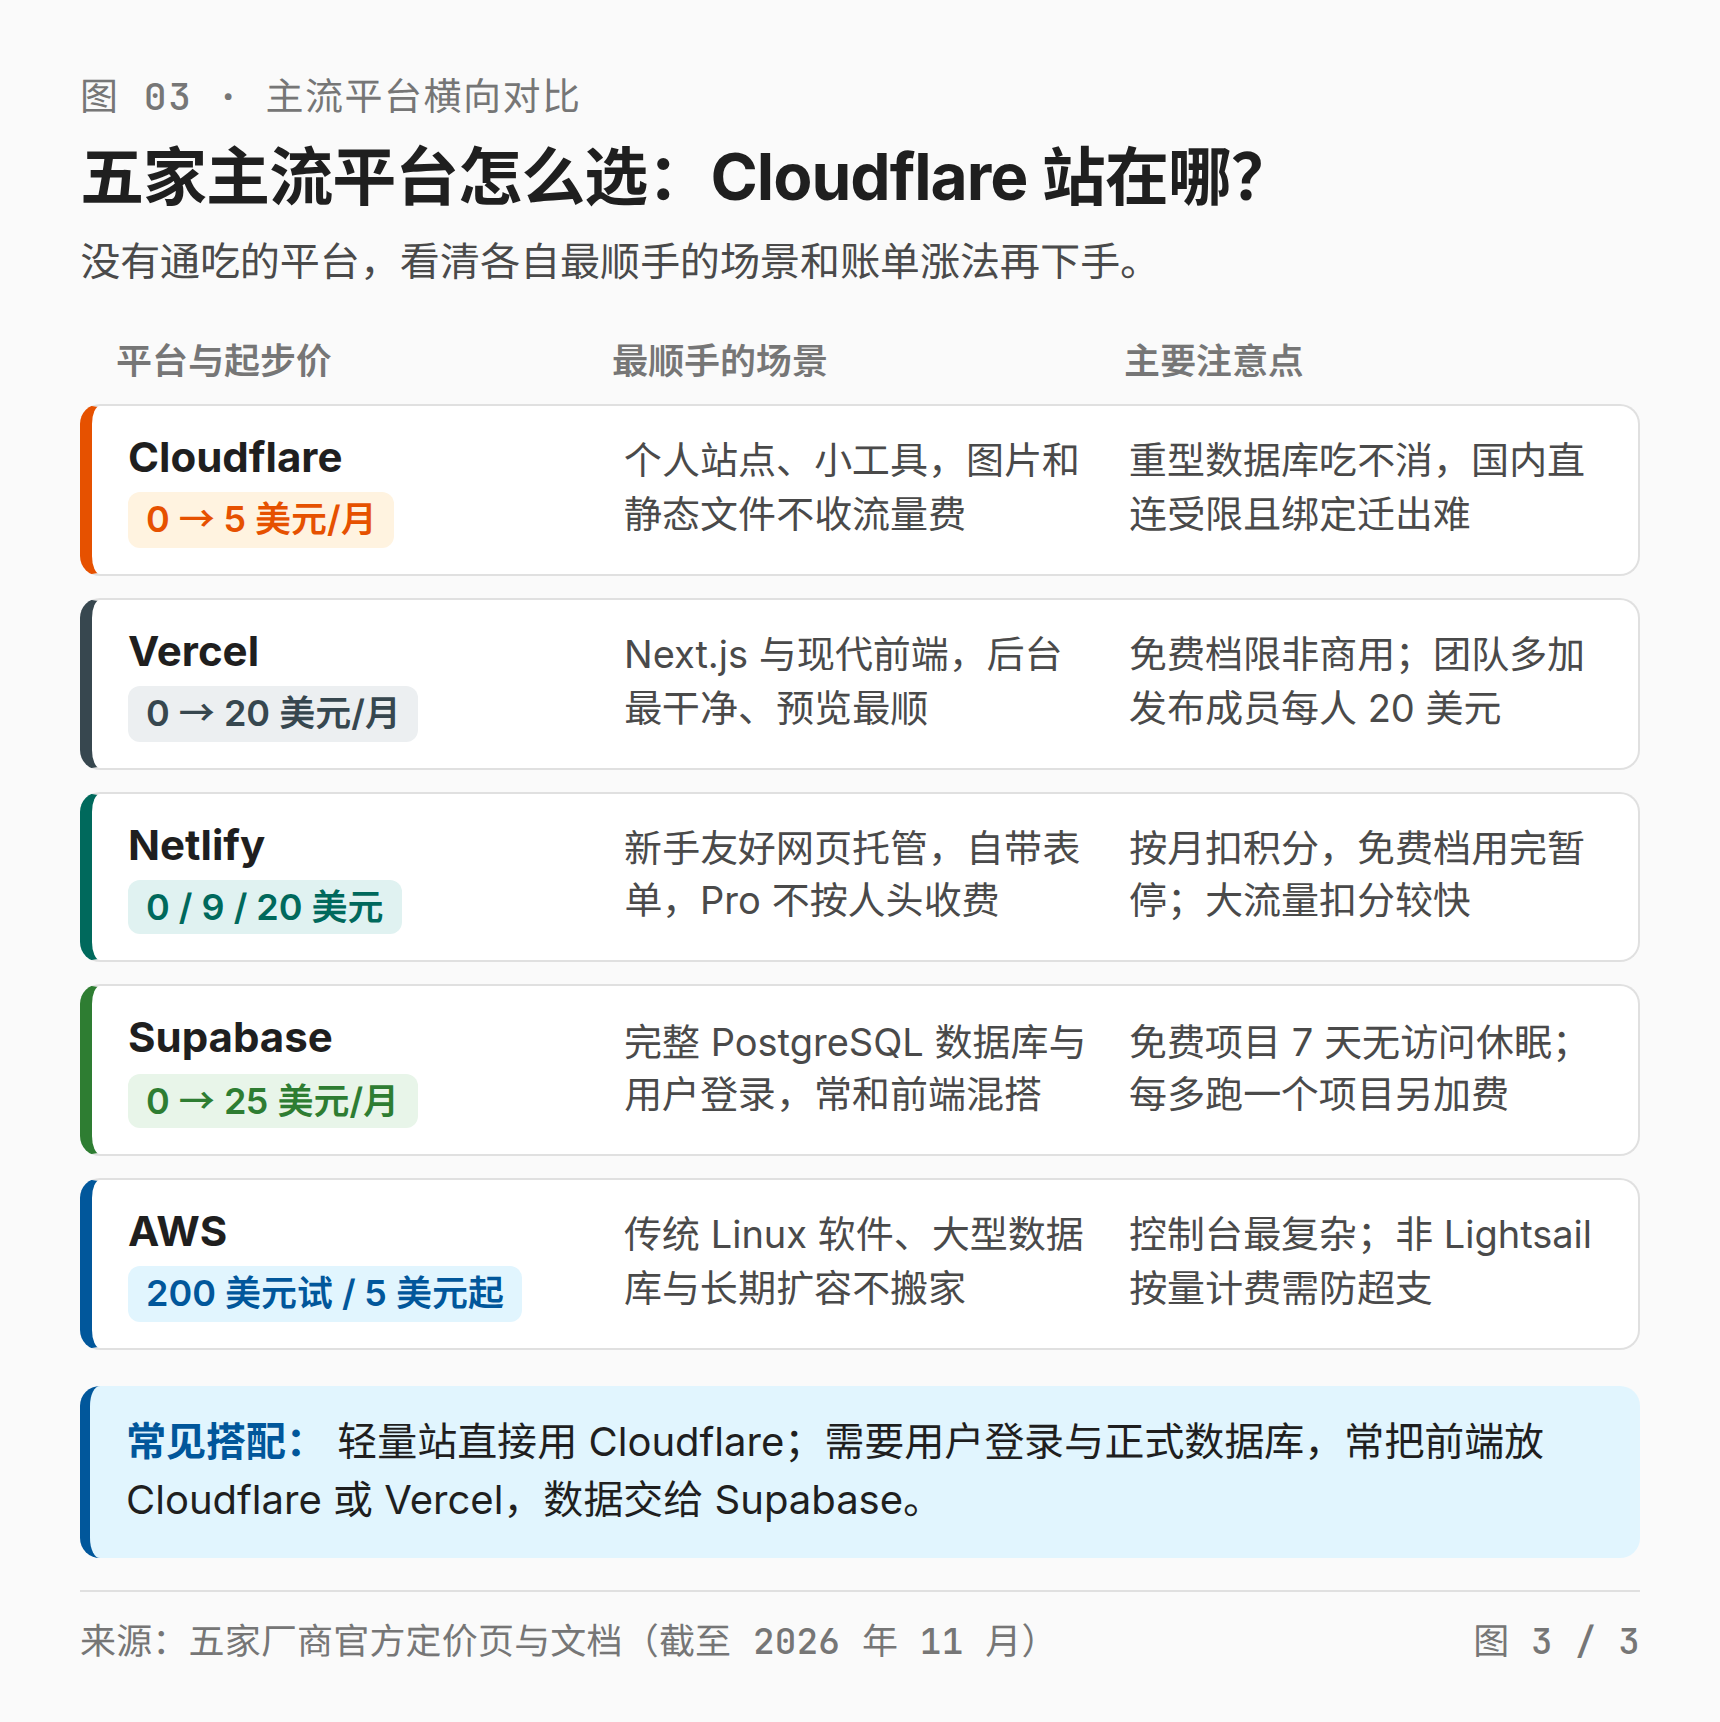 图 03 · 主流平台横向对比
五家主流平台怎么选：Cloudflare 站在哪？
没有通吃的平台，看清各自最顺手的场景和账单涨法再下手。
平台与起步价
最顺手的场景
主要注意点
Cloudflare
0 → 5 美元/月
个人站点、小工具，图片和
静态文件不收流量费
重型数据库吃不消，国内直
连受限且绑定迁出难
Vercel
0 → 20 美元/月
Next.js 与现代前端，后台
最干净、预览最顺
免费档限非商用；团队多加
发布成员每人 20 美元
Netlify
0 / 9 / 20 美元
新手友好网页托管，自带表
单，Pro 不按人头收费
按月扣积分，免费档用完暂
停；大流量扣分较快
Supabase
0 → 25 美元/月
完整 PostgreSQL 数据库与
用户登录，常和前端混搭
免费项目 7 天无访问休眠；
每多跑一个项目另加费
AWS
200 美元试 / 5 美元起
传统 Linux 软件、大型数据
库与长期扩容不搬家
控制台最复杂；非 Lightsail
按量计费需防超支
常见搭配： 轻量站直接用 Cloudflare；需要用户登录与正式数据库，常把前端放
Cloudflare 或 Vercel，数据交给 Supabase。
来源：五家厂商官方定价页与文档（截至 2026 年 11 月）
图 3 / 3